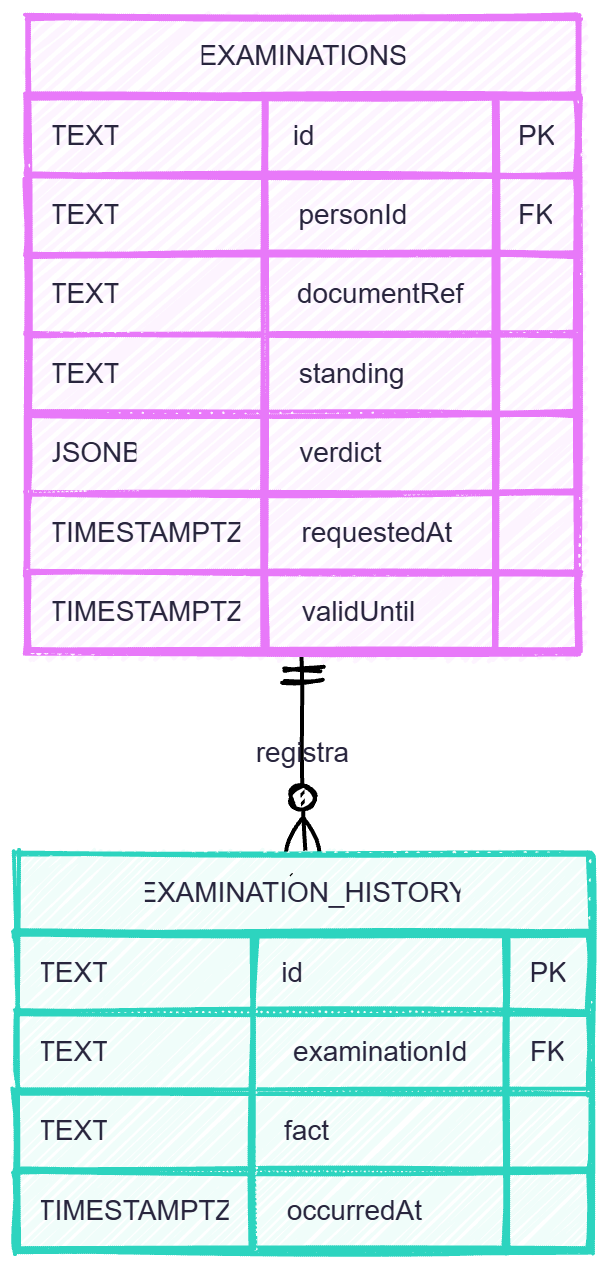 EXAMINATIONS
TEXT id PK
TEXT personId FK
TEXT documentRef
TEXT standing
JSONB verdict
TIMESTAMPTZ requestedAt
TIMESTAMPTZ validUntil
registra
EXAMINATION_HISTORY
TEXT id PK
TEXT examinationId FK
TEXT fact
TIMESTAMPTZ occurredAt